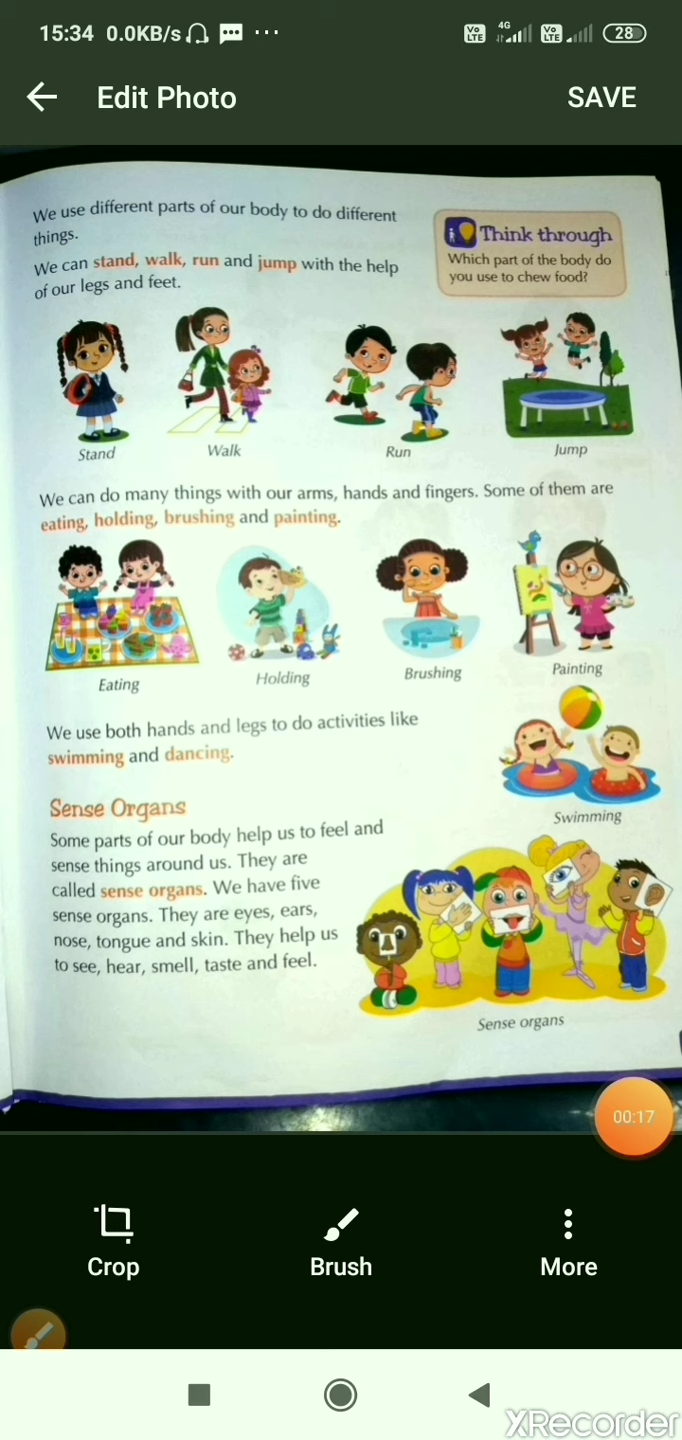 15:34 0.0KB/s ...
Vo LTE 4G Vo LTE 28
Edit Photo
SAVE
We use different parts of our body to do different
things.
We can stand, walk, run and jump with the help
of our legs and feet.
Think through
Which part of the body do
you use to chew food?
Stand
Walk
Run
Jump
We can do many things with our arms, hands and fingers. Some of them are
eating, holding, brushing and painting.
Eating
Holding
Brushing
Painting
We use both hands and legs to do activities like
swimming and dancing.
Swimming
Sense Organs
Some parts of our body help us to feel and
sense things around us. They are
called sense organs. We have five
sense organs. They are eyes, ears,
nose, tongue and skin. They help us
to see, hear, smell, taste and feel.
Sense organs
00:17
Crop
Brush
More
XRecorder